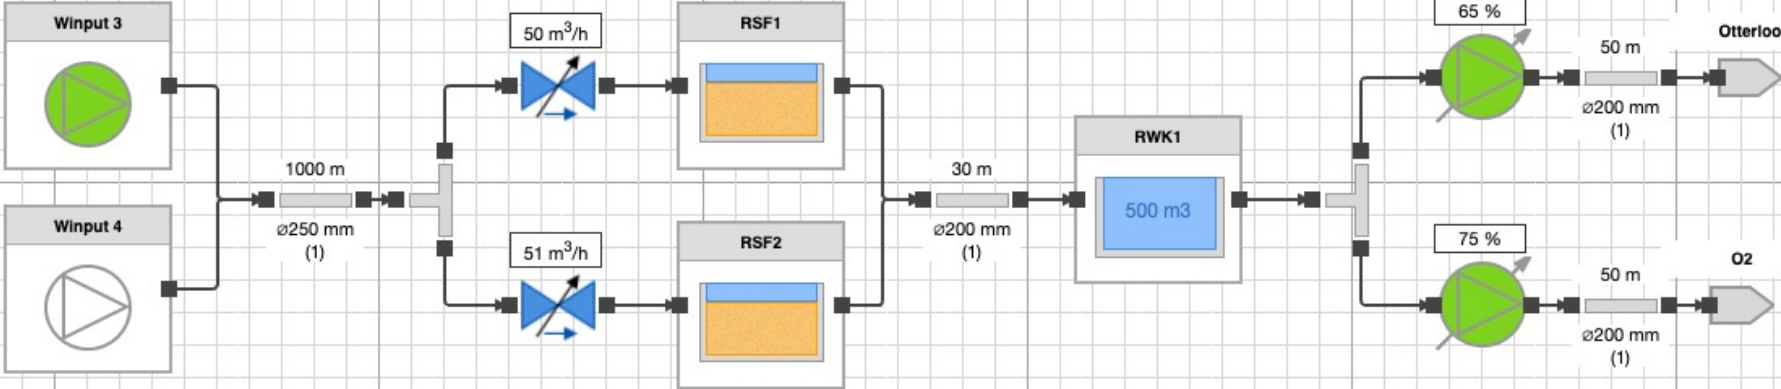 Winput 3
50 m³/h
RSF1
65 %
50 m
Otterloo
ø200 mm
(1)
1000 m
ø250 mm
(1)
30 m
ø200 mm
(1)
RWK1
500 m3
Winput 4
51 m³/h
RSF2
75 %
50 m
O2
ø200 mm
(1)